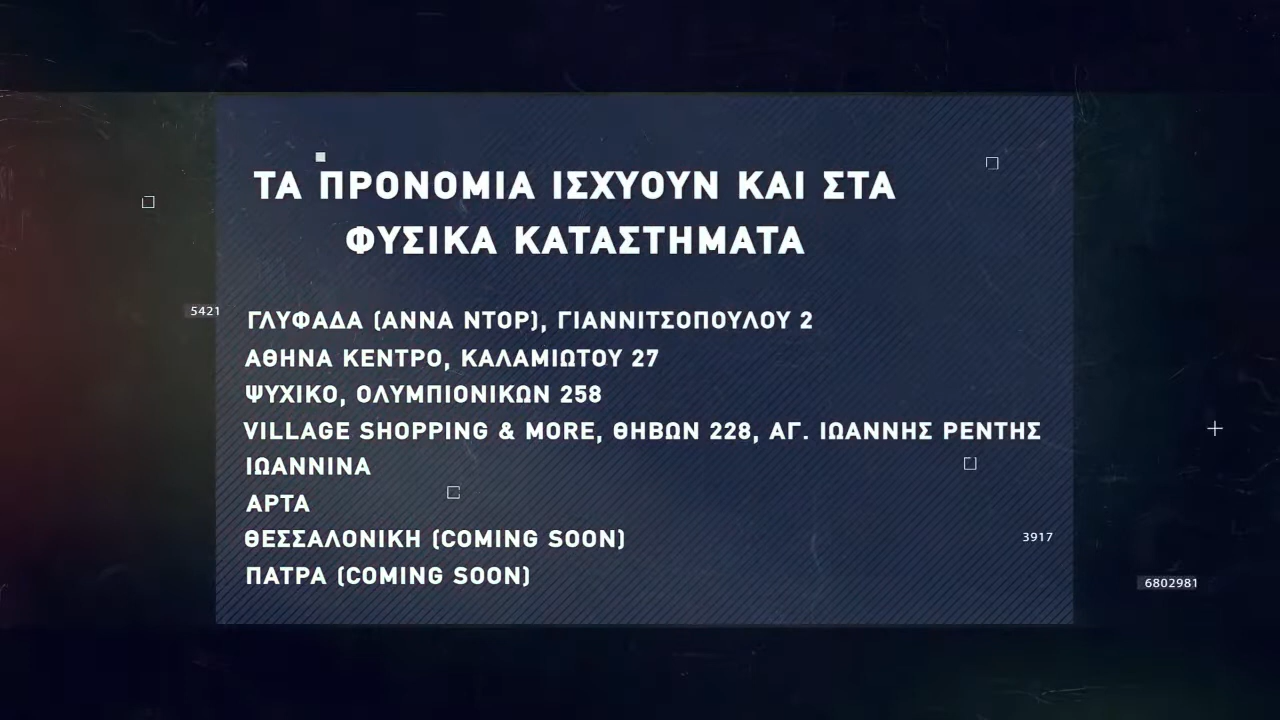 ΤΑ ΠΡΟΝΟΜΙΑ ΙΣΧΥΟΥΝ ΚΑΙ ΣΤΑ
ΦΥΣΙΚΑ ΚΑΤΑΣΤΗΜΑΤΑ
5421
ΓΛΥΦΑΔΑ (ΑΝΝΑ ΝΤΟΡ), ΓΙΑΝΝΙΤΣΟΠΟΥΛΟΥ 2
ΑΘΗΝΑ ΚΕΝΤΡΟ, ΚΑΛΑΜΙΩΤΟΥ 27
ΨΥΧΙΚΟ, ΟΛΥΜΠΙΟΝΙΚΩΝ 258
VILLAGE SHOPPING & MORE, ΘΗΒΩΝ 228, ΑΓ. ΙΩΑΝΝΗΣ ΡΕΝΤΗΣ
ΙΩΑΝΝΙΝΑ
ΑΡΤΑ
ΘΕΣΣΑΛΟΝΙΚΗ (COMING SOON)
3917
ΠΑΤΡΑ (COMING SOON)
6802981